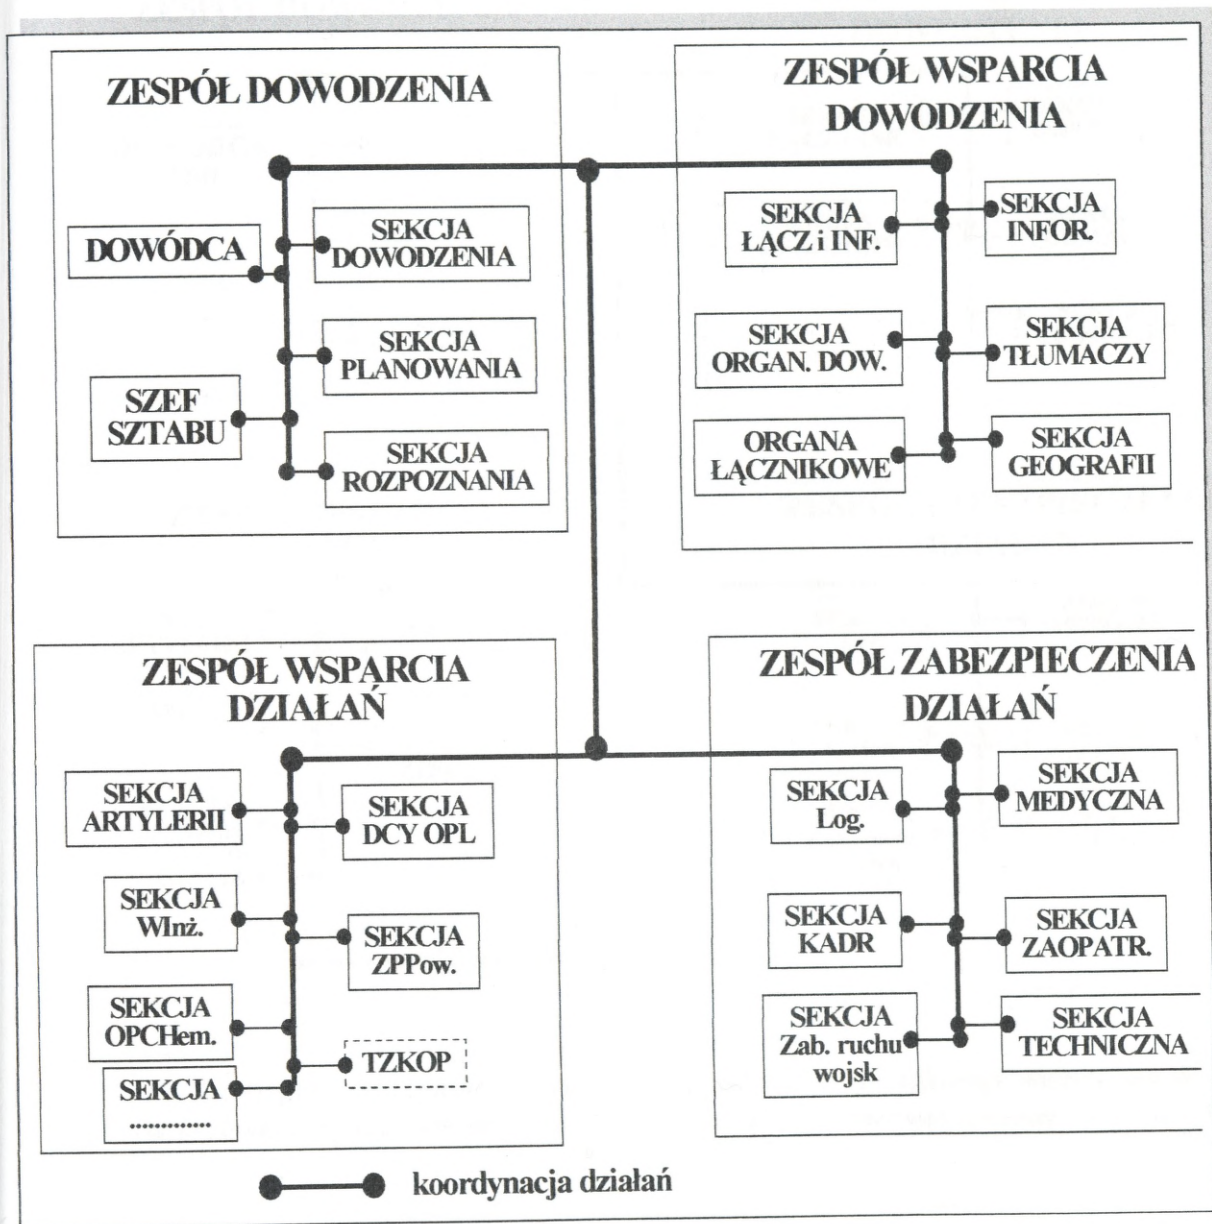 ZESPÓŁ DOWODZENIA
DOWÓDCA
SEKCJA
DOWODZENIA
SEKCJA
PLANOWANIA
SZEF
SZTABU
SEKCJA
ROZPOZNANIA
ZESPÓŁ WSPARCIA
DOWODZENIA
SEKCJA
ŁĄCZ i INF.
SEKCJA
INFOR.
SEKCJA
ORGAN. DOW.
SEKCJA
TŁUMACZY
ORGANA
ŁĄCZNIKOWE
SEKCJA
GEOGRAFII
ZESPÓŁ WSPARCIA
DZIAŁAŃ
SEKCJA
ARTYLERII
SEKCJA
DCY OPL
SEKCJA
WInż.
SEKCJA
ZPPow.
SEKCJA
OPCHem.
TZKOP
SEKCJA
.............
ZESPÓŁ ZABEZPIECZENIA
DZIAŁAŃ
SEKCJA
Log.
SEKCJA
MEDYCZNA
SEKCJA
KADR
SEKCJA
ZAOPATR.
SEKCJA
Zab. ruchu
wojsk
SEKCJA
TECHNICZNA
koordynacja działań